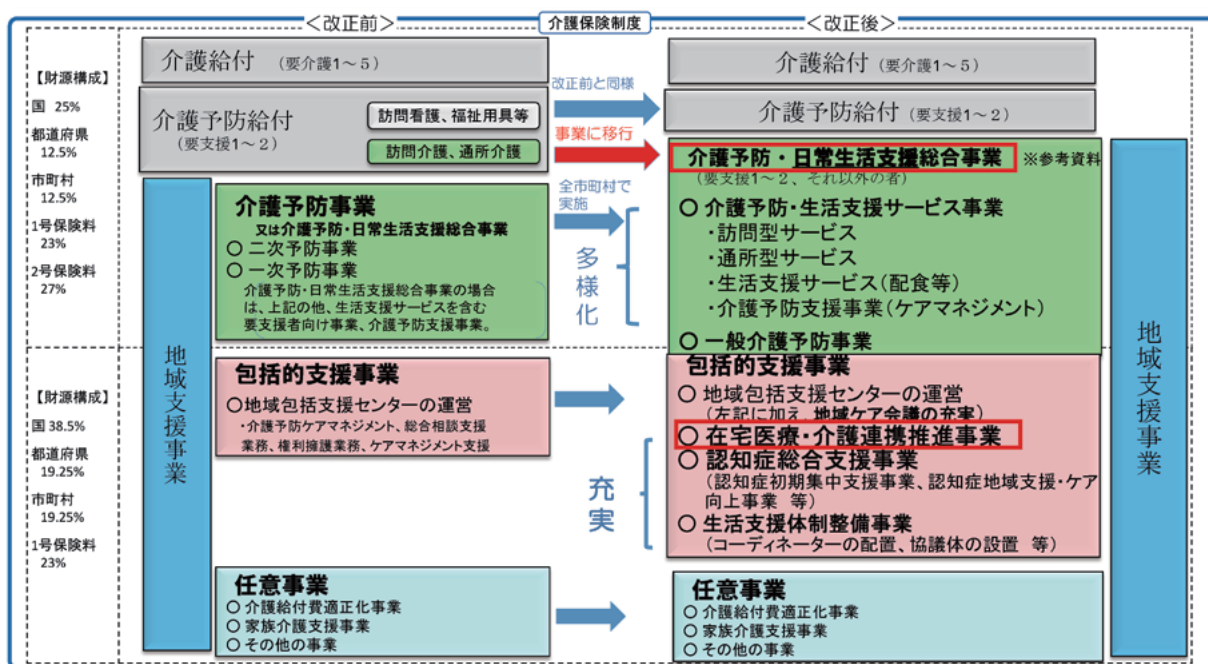 介護保険制度
＜改正前＞
＜改正後＞
【財源構成】
国 25%
都道府県
12.5%
市町村
12.5%
1号保険料
23%
2号保険料
27%
介護給付 （要介護1～5）
介護予防給付
（要支援1～2）
訪問看護、福祉用具等
訪問介護、通所介護
改正前と同様
事業に移行
介護給付（要介護1～5）
介護予防給付（要支援1～2）
介護予防・日常生活支援総合事業
※参考資料
（要支援1～2、それ以外の者）
介護予防事業
又は介護予防・日常生活支援総合事業
○ 二次予防事業
○ 一次予防事業
介護予防・日常生活支援総合事業の場合
は、上記の他、生活支援サービスを含む
要支援者向け事業、介護予防支援事業。
全市町村で
実施
多様化
○ 介護予防・生活支援サービス事業
・訪問型サービス
・通所型サービス
・生活支援サービス（配食等）
・介護予防支援事業（ケアマネジメント）
○ 一般介護予防事業
地域支援事業
地域支援事業
【財源構成】
国 38.5%
都道府県
19.25%
市町村
19.25%
1号保険料
23%
包括的支援事業
○地域包括支援センターの運営
・介護予防ケアマネジメント、総合相談支援
業務、権利擁護業務、ケアマネジメント支援
充実
包括的支援事業
○ 地域包括支援センターの運営
（左記に加え、地域ケア会議の充実）
○ 在宅医療・介護連携推進事業
○ 認知症総合支援事業
（認知症初期集中支援事業、認知症地域支援・ケア
向上事業 等）
○ 生活支援体制整備事業
（コーディネーターの配置、協議体の設置 等）
任意事業
○ 介護給付費適正化事業
○ 家族介護支援事業
○ その他の事業
任意事業
○ 介護給付費適正化事業
○ 家族介護支援事業
○ その他の事業